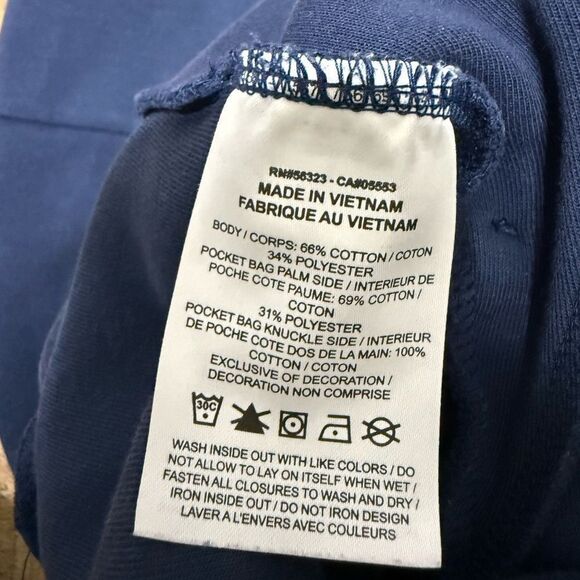 RN#56323 - CA#05553
MADE IN VIETNAM
FABRIQUE AU VIETNAM
BODY / CORPS: 66% COTTON / COTON
34% POLYESTER
POCKET BAG PALM SIDE / INTERIEUR DE
POCHE COTE PAUME: 69% COTTON /
COTON
31% POLYESTER
POCKET BAG KNUCKLE SIDE / INTERIEUR
DE POCHE COTE DOS DE LA MAIN: 100%
COTTON / COTON
EXCLUSIVE OF DECORATION /
DECORATION NON COMPRISE
30C
WASH INSIDE OUT WITH LIKE COLORS / DO
NOT ALLOW TO LAY ON ITSELF WHEN WET /
FASTEN ALL CLOSURES TO WASH AND DRY /
IRON INSIDE OUT / DO NOT IRON DESIGN
LAVER A L'ENVERS AVEC COULEURS